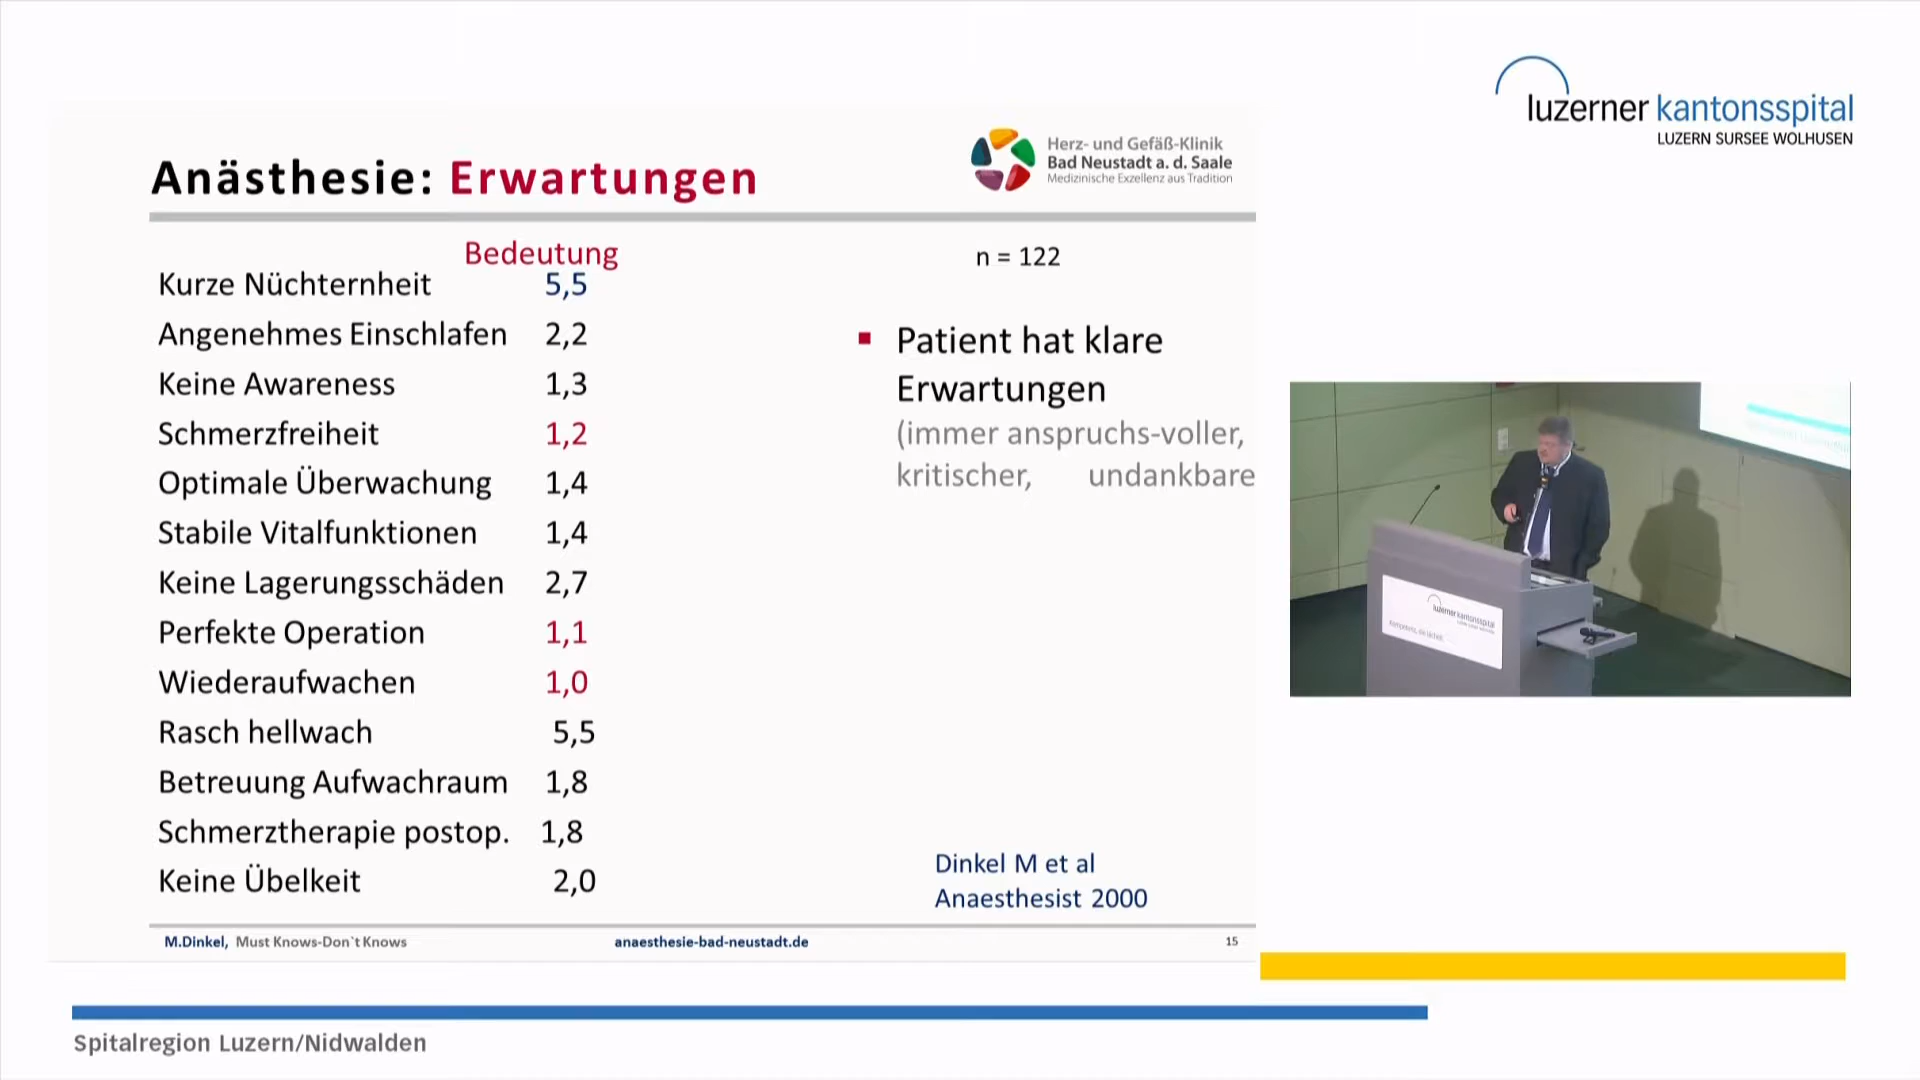 luzerner kantonsspital
LUZERN SURSEE WOLHUSEN
Herz- und Gefäß-Klinik
Bad Neustadt a. d. Saale
Medizinische Exzellenz aus Tradition
Anästhesie: Erwartungen
Bedeutung
n = 122
Kurze Nüchternheit 5,5
Angenehmes Einschlafen 2,2
Keine Awareness 1,3
Schmerzfreiheit 1,2
Optimale Überwachung 1,4
Stabile Vitalfunktionen 1,4
Keine Lagerungsschäden 2,7
Perfekte Operation 1,1
Wiederaufwachen 1,0
Rasch hellwach 5,5
Betreuung Aufwachraum 1,8
Schmerztherapie postop. 1,8
Keine Übelkeit 2,0
Patient hat klare
Erwartungen
(immer anspruchs-voller,
kritischer, undankbare
Dinkel M et al
Anaesthesist 2000
M.Dinkel, Must Knows-Don`t Knows
anaesthesie-bad-neustadt.de
15
luzerner kantonsspital
Spitalregion Luzern/Nidwalden